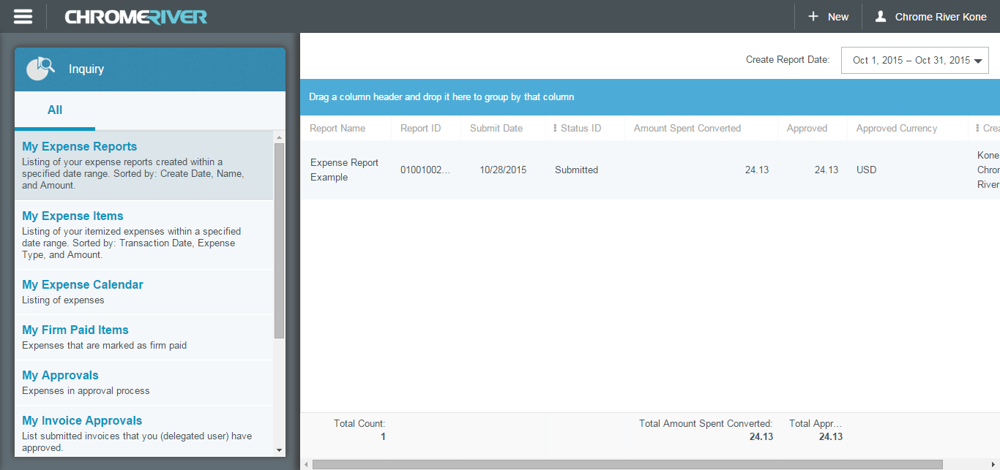 CHROMERIVER
New
Chrome River Kone
Inquiry
All
My Expense Reports
Listing of your expense reports created within a
specified date range. Sorted by: Create Date, Name,
and Amount.
My Expense Items
Listing of your itemized expenses within a specified
date range. Sorted by: Transaction Date, Expense
Type, and Amount.
My Expense Calendar
Listing of expenses
My Firm Paid Items
Expenses that are marked as firm paid
My Approvals
Expenses in approval process
My Invoice Approvals
List submitted invoices that you (delegated user) have
approved.
Create Report Date: Oct 1, 2015 – Oct 31, 2015
Drag a column header and drop it here to group by that column
Report Name Report ID Submit Date Status ID Amount Spent Converted Approved Approved Currency Crea
Expense Report
Example
01001002... 10/28/2015 Submitted 24.13 24.13 USD
Kone
Chrom
River
Total Count: Total Amount Spent Converted: Total Appr...
1 24.13 24.13